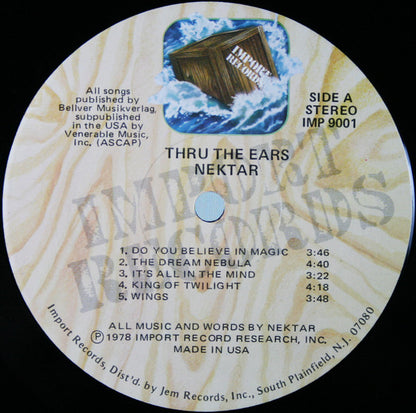 IMPORT
RECORDS
All songs
published by
Bellver Musikverlag,
subpublished
in the USA by
Venerable Music,
Inc. (ASCAP)
SIDE A
STEREO
IMP 9001
THRU THE EARS
NEKTAR
IMPORT
RECORDS
1. DO YOU BELIEVE IN MAGIC 3:46
2. THE DREAM NEBULA 4:40
3. IT'S ALL IN THE MIND 3:22
4. KING OF TWILIGHT 4:18
5. WINGS 3:48
ALL MUSIC AND WORDS BY NEKTAR
Ⓟ 1978 IMPORT RECORD RESEARCH, INC.
MADE IN USA
Import Records, Dist'd. by Jem Records, Inc., South Plainfield, N.J. 07080